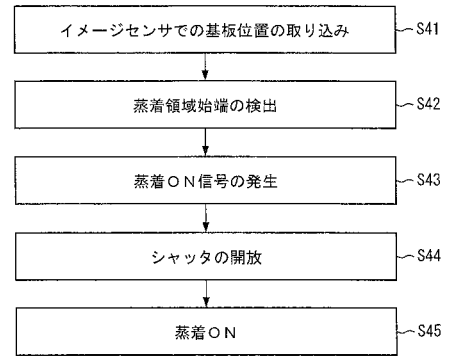 イメージセンサでの基板位置の取り込み S41
蒸着領域始端の検出 S42
蒸着ON信号の発生 S43
シャッタの開放 S44
蒸着ON S45